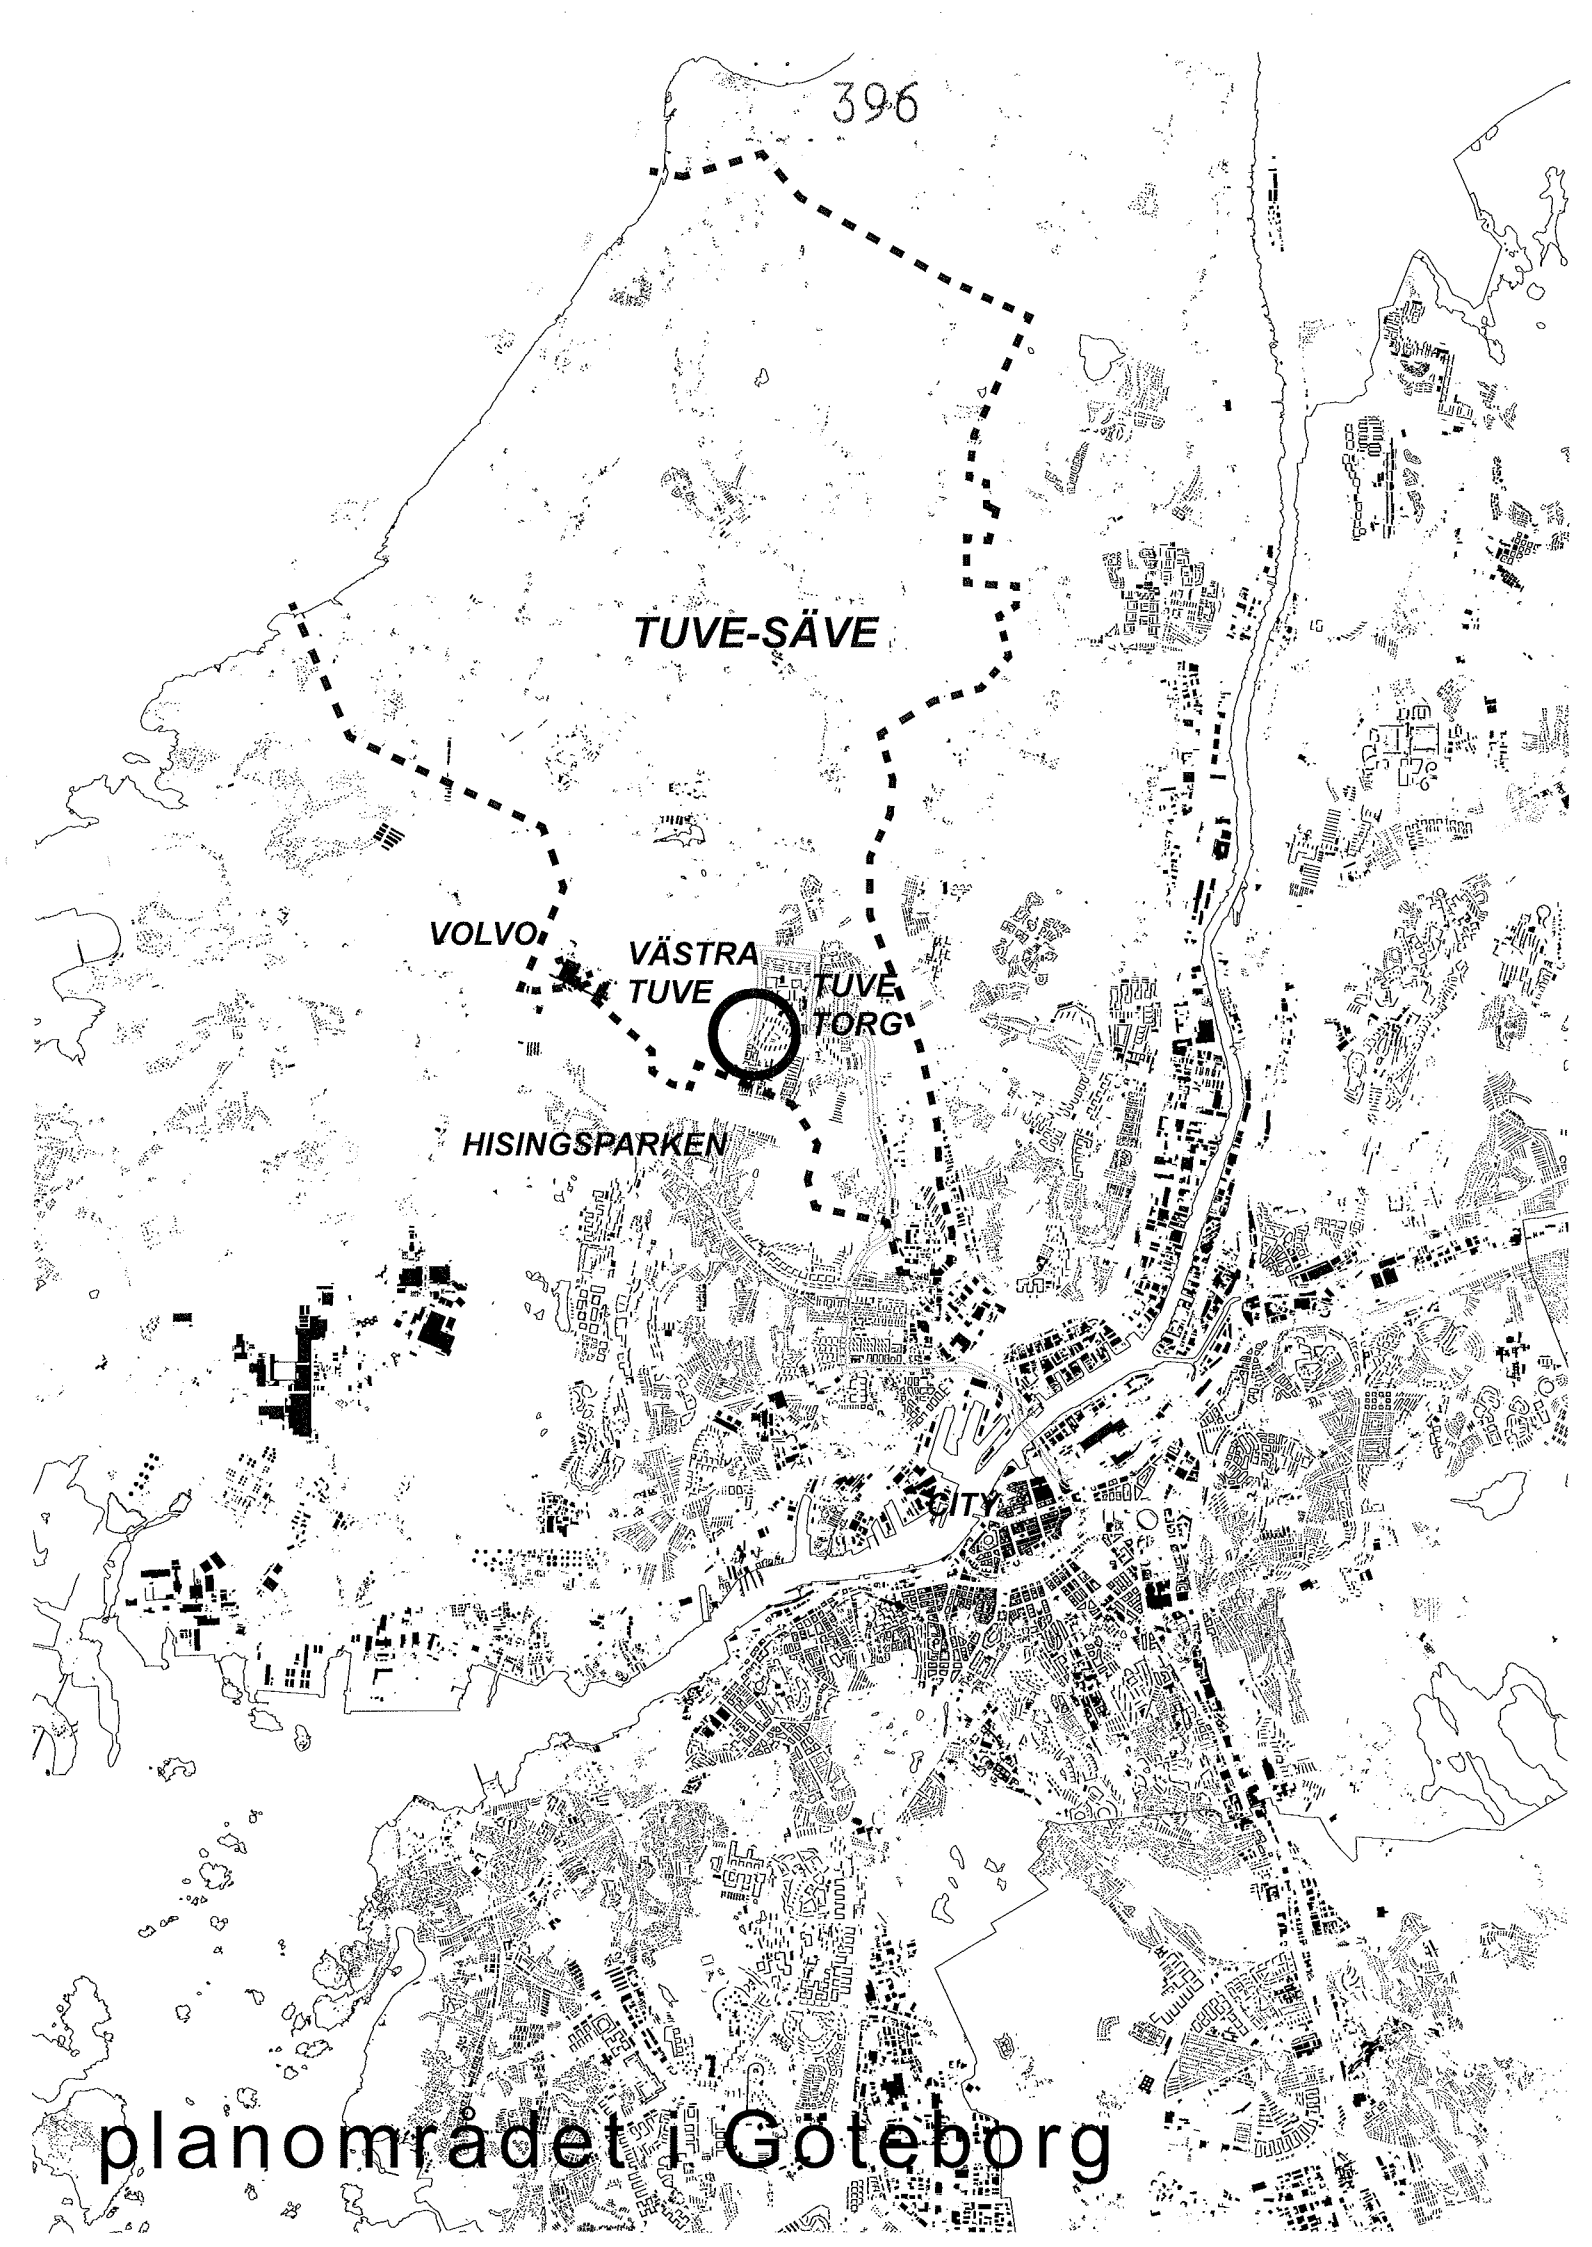 396
TUVE-SÄVE
VOLVO
VÄSTRA
TUVE
TUVE
TORG
HISINGSPARKEN
CITY
planområdet i Göteborg